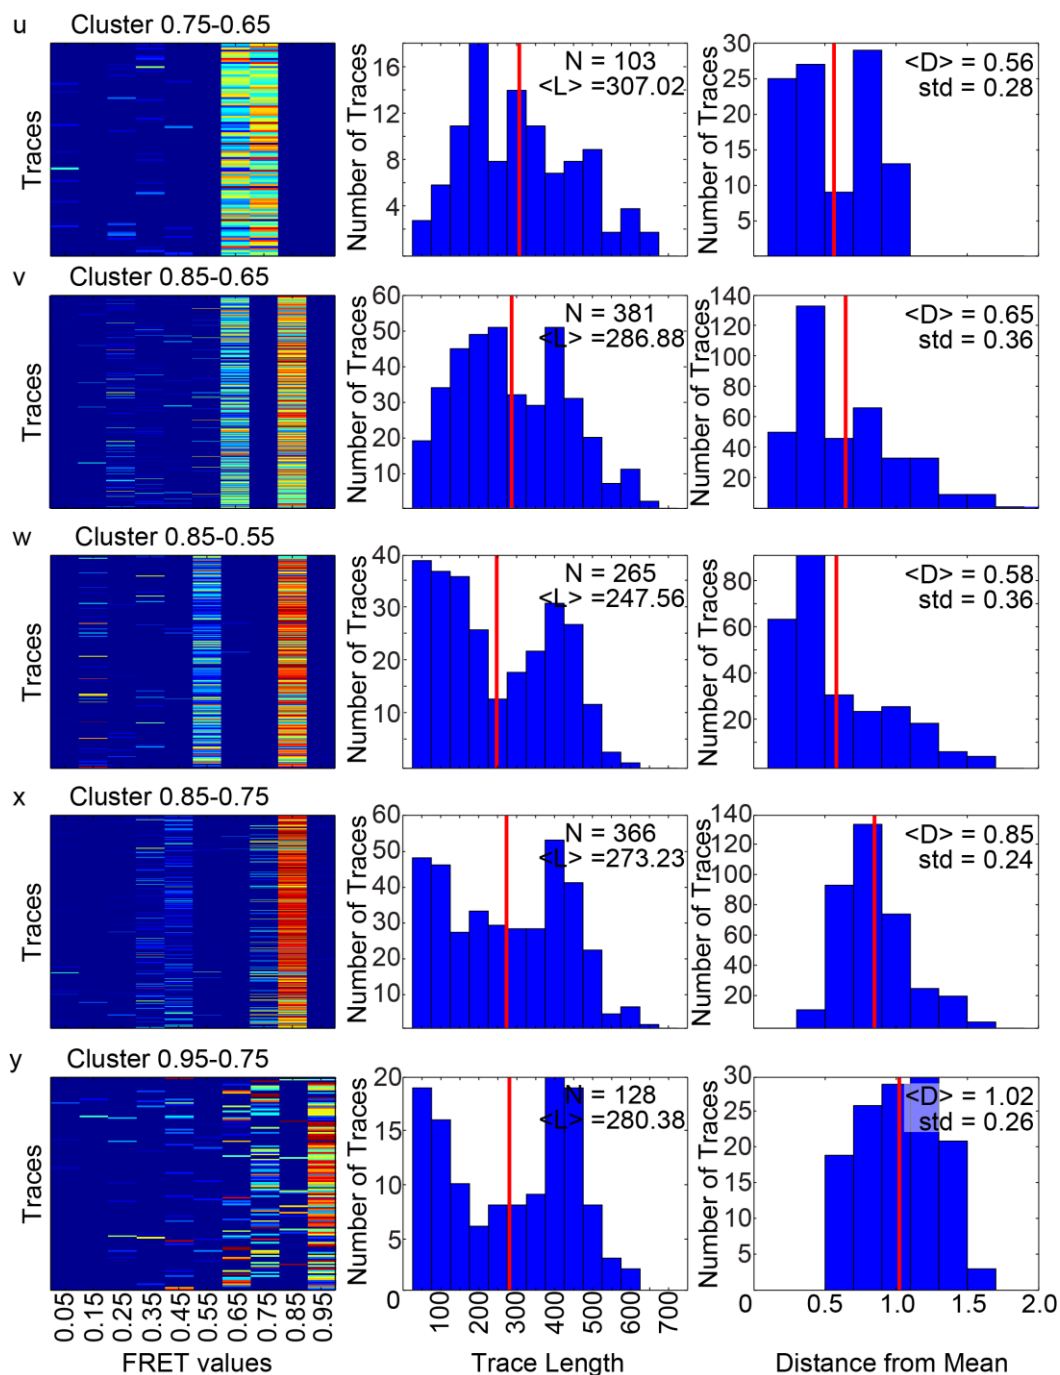 u Cluster 0.75-0.65
Traces
Number of Traces
16
12
8
4
N = 103
<L> =307.02
Number of Traces
30
25
20
15
10
5
<D> = 0.56
std = 0.28
v Cluster 0.85-0.65
Traces
Number of Traces
60
50
40
30
20
10
N = 381
<L> =286.88
Number of Traces
140
120
100
80
60
40
20
<D> = 0.65
std = 0.36
w Cluster 0.85-0.55
Traces
Number of Traces
40
30
20
10
N = 265
<L> =247.56
Number of Traces
80
60
40
20
<D> = 0.58
std = 0.36
x Cluster 0.85-0.75
Traces
Number of Traces
60
50
40
30
20
10
N = 366
<L> =273.23
Number of Traces
140
120
100
80
60
40
20
<D> = 0.85
std = 0.24
y Cluster 0.95-0.75
Traces
0.05 0.15 0.25 0.35 0.45 0.55 0.65 0.75 0.85 0.95
FRET values
Number of Traces
20
15
10
5
0
N = 128
<L> =280.38
100 200 300 400 500 600 700
Trace Length
Number of Traces
30
25
20
15
10
5
0
<D> = 1.02
std = 0.26
0.5 1.0 1.5 2.0
Distance from Mean